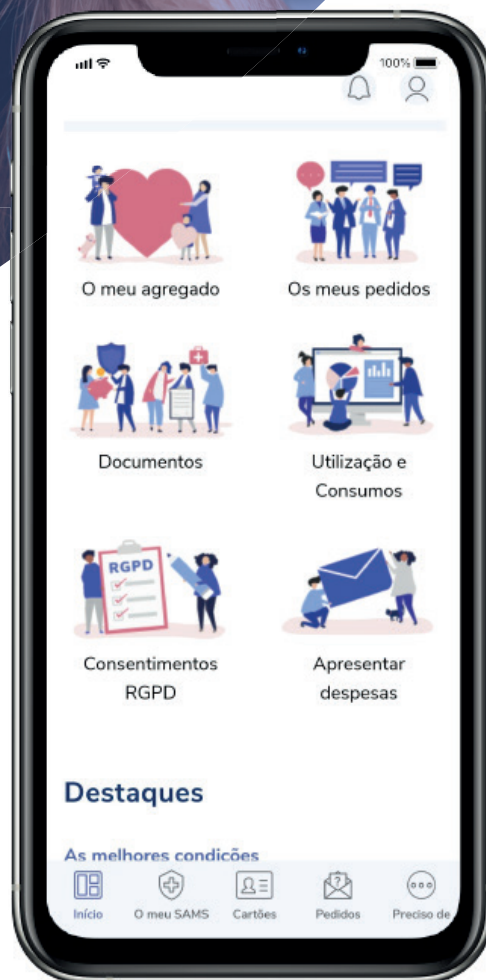 100%
O meu agregado
Os meus pedidos
Documentos
Utilização e
Consumos
RGPD
Consentimentos
RGPD
Apresentar
despesas
Destaques
As melhores condições
Início
O meu SAMS
Cartões
?
Pedidos
Preciso de